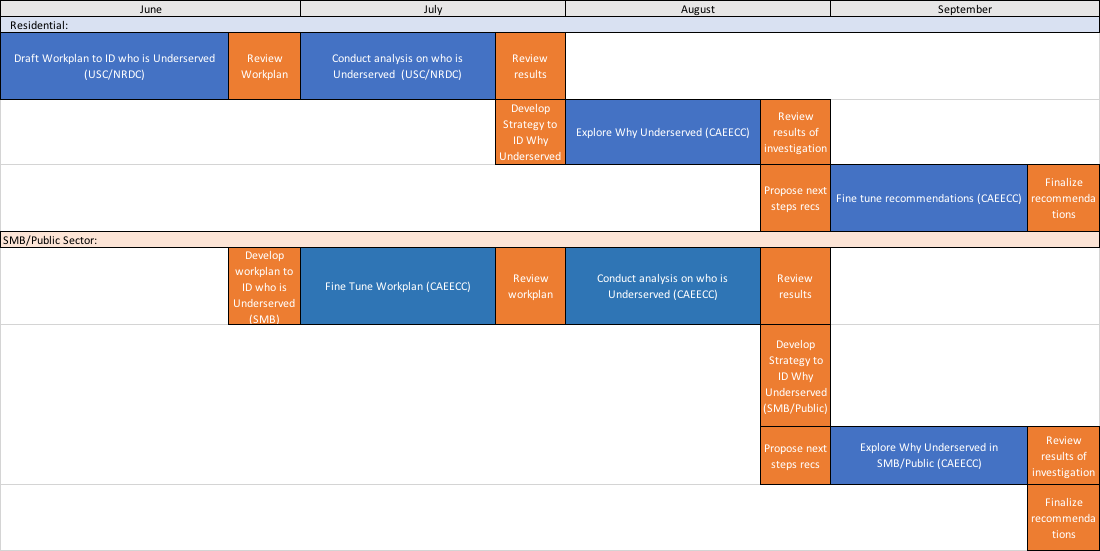 June July August September
Residential:
Draft Workplan to ID who is Underserved
(USC/NRDC)
Review
Workplan
Conduct analysis on who is
Underserved (USC/NRDC)
Review
results
Develop
Strategy to
ID Why
Underserved
Explore Why Underserved (CAEECC)
Review
results of
investigation
Propose next
steps recs
Fine tune recommendations (CAEECC)
Finalize
recommenda
tions
SMB/Public Sector:
Develop
workplan to
ID who is
Underserved
(SMB)
Fine Tune Workplan (CAEECC)
Review
workplan
Conduct analysis on who is
Underserved (CAEECC)
Review
results
Develop
Strategy to
ID Why
Underserved
(SMB/Public)
Propose next
steps recs
Explore Why Underserved in
SMB/Public (CAEECC)
Review
results of
investigation
Finalize
recommenda
tions